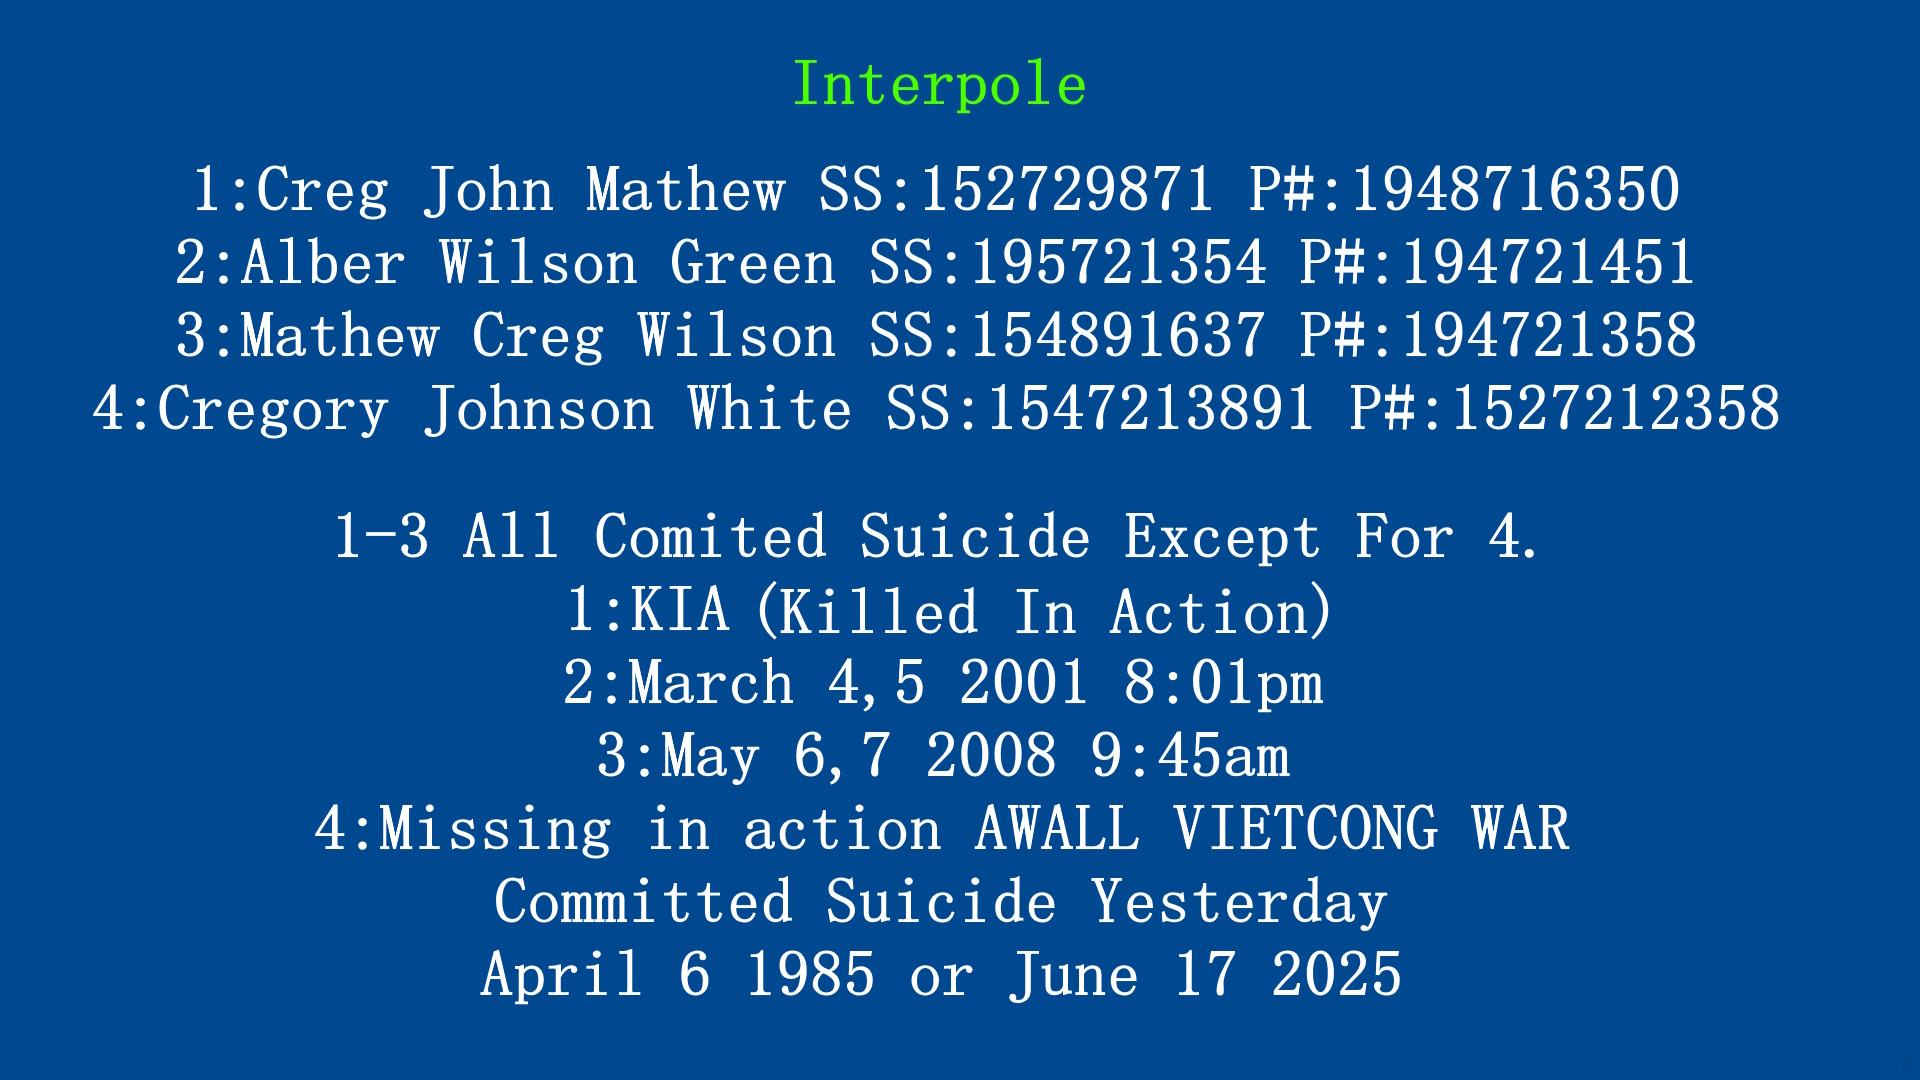 Interpole
1:Creg John Mathew SS:152729871 P#:1948716350
2:Alber Wilson Green SS:195721354 P#:194721451
3:Mathew Creg Wilson SS:154891637 P#:194721358
4:Cregory Johnson White SS:1547213891 P#:1527212358
1-3 All Comited Suicide Except For 4.
1:KIA (Killed In Action)
2:March 4,5 2001 8:01pm
3:May 6,7 2008 9:45am
4:Missing in action AWALL VIETCONG WAR
Committed Suicide Yesterday
April 6 1985 or June 17 2025